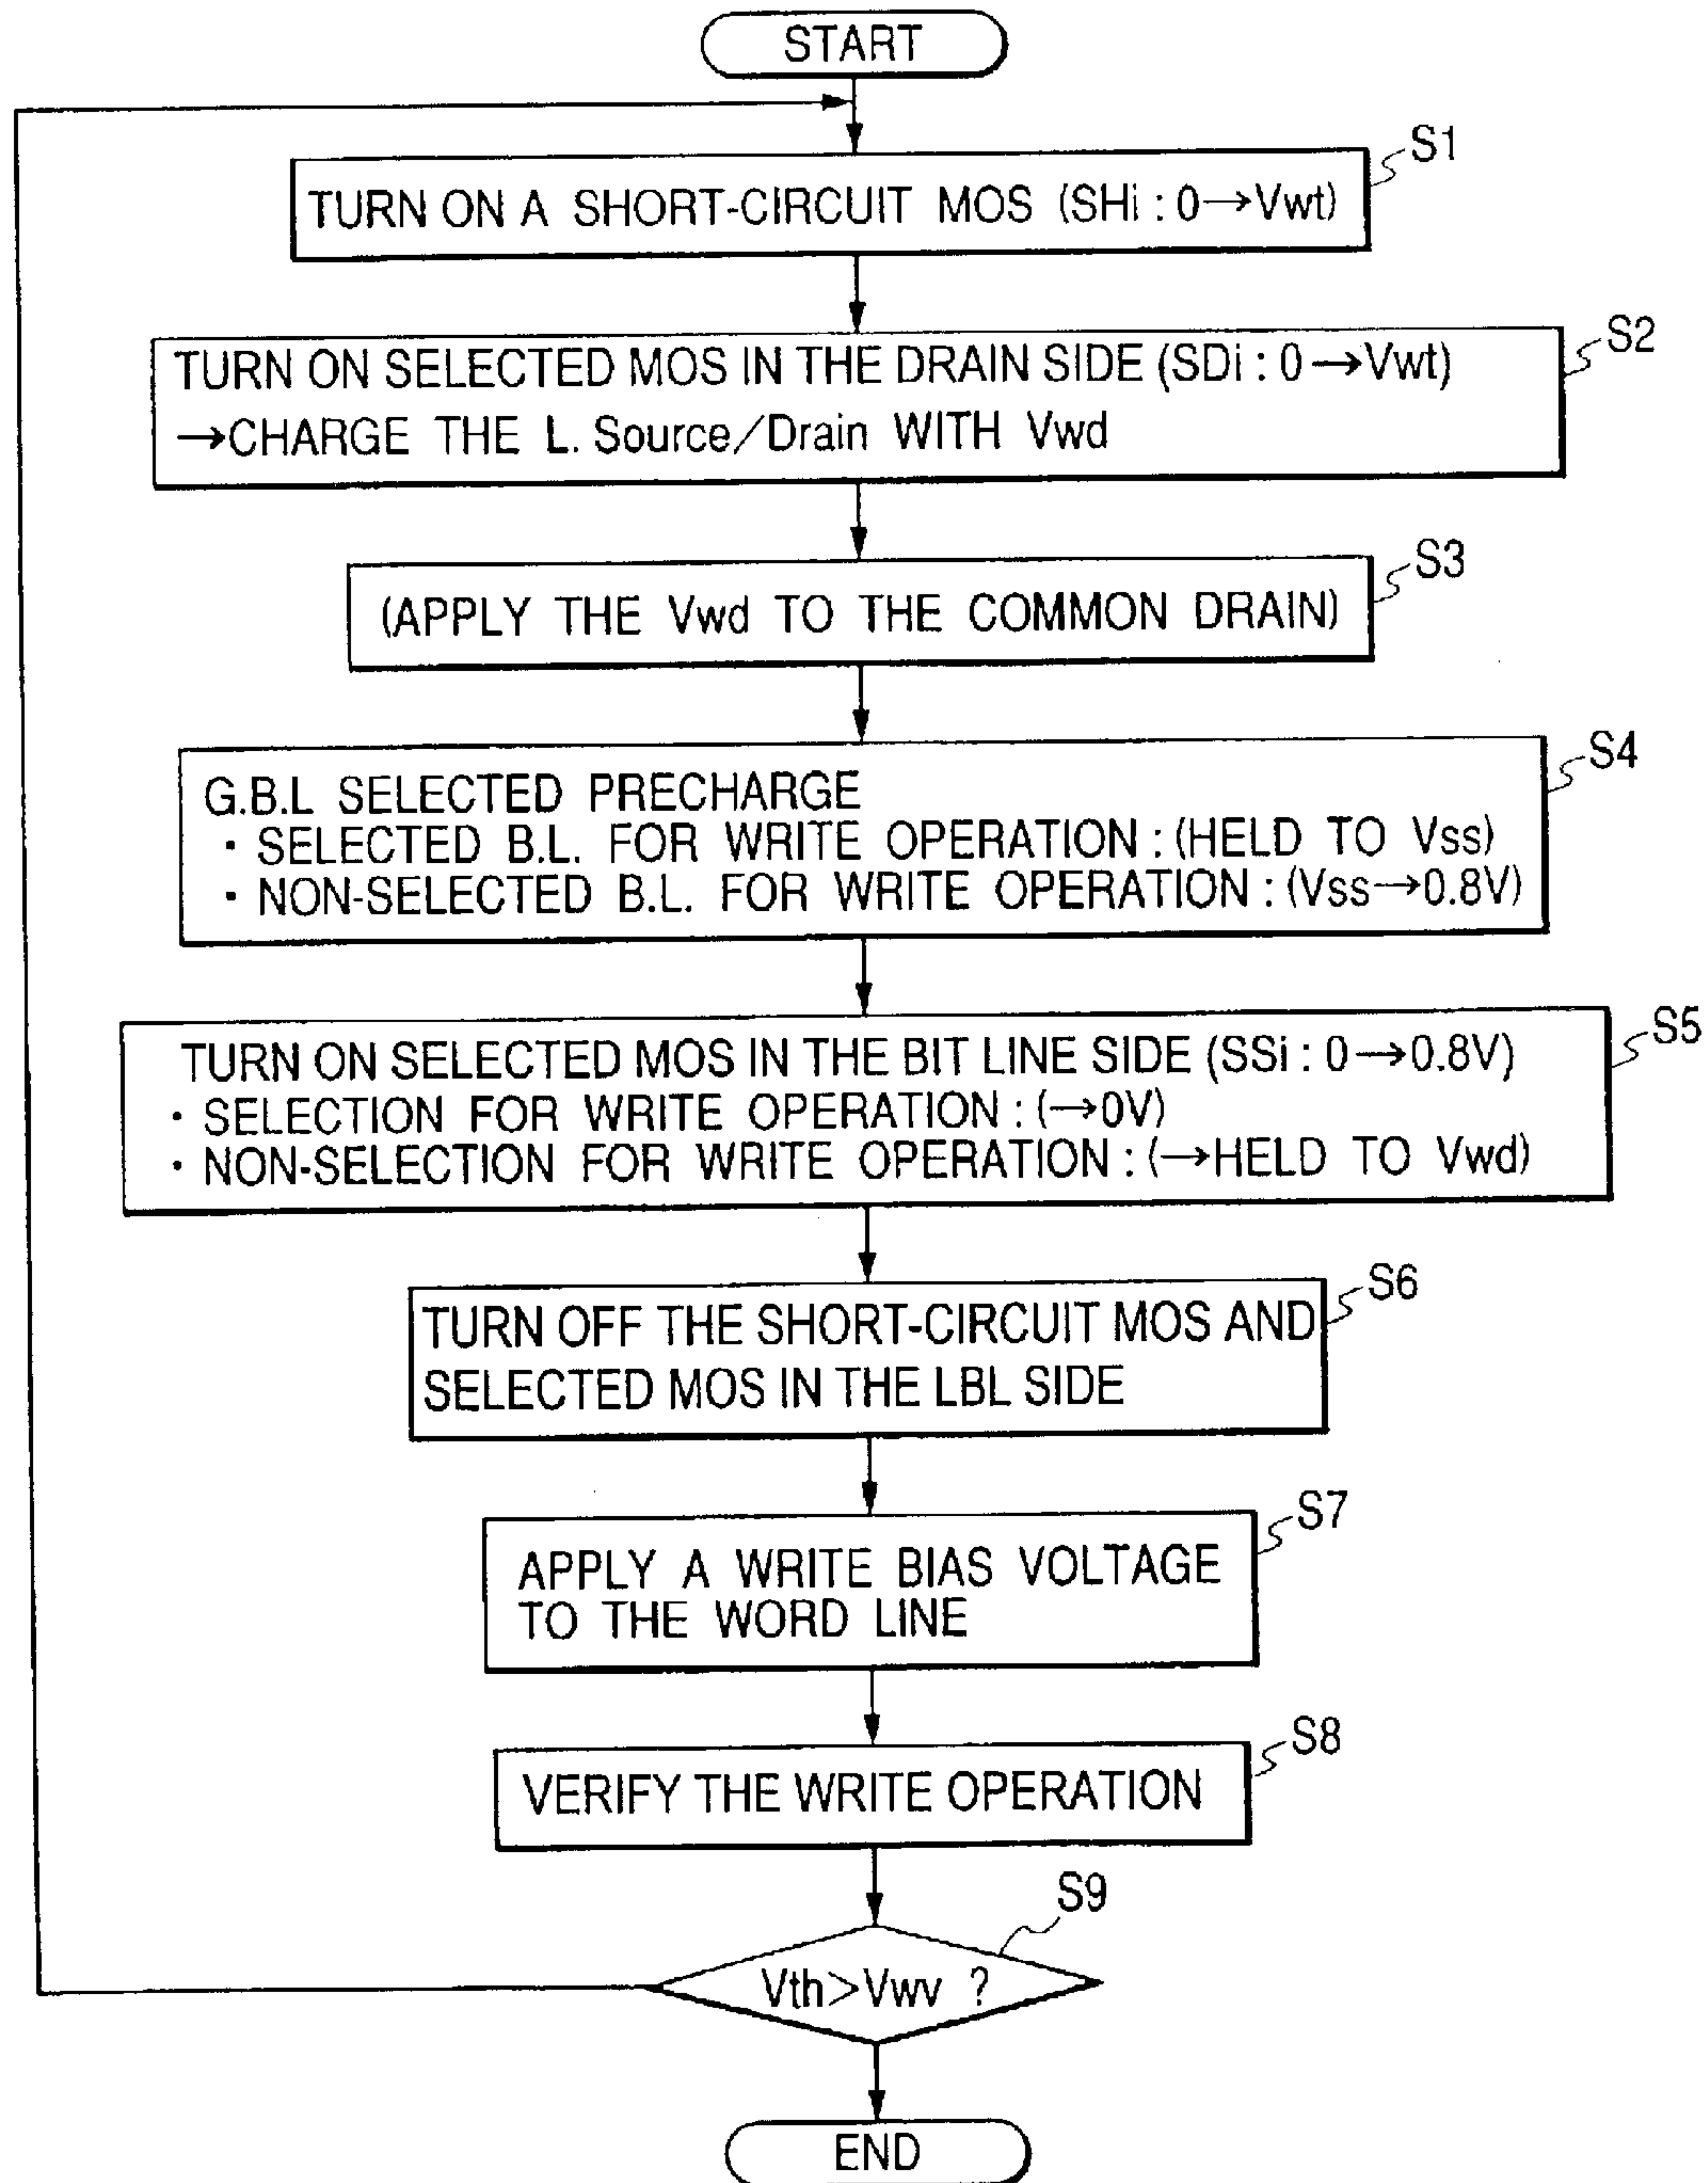 START
S1
TURN ON A SHORT-CIRCUIT MOS (SHi : 0→Vwt)
S2
TURN ON SELECTED MOS IN THE DRAIN SIDE (SDi : 0→Vwt)
→CHARGE THE L. Source/Drain WITH Vwd
S3
(APPLY THE Vwd TO THE COMMON DRAIN)
S4
G.B.L SELECTED PRECHARGE
・SELECTED B.L. FOR WRITE OPERATION : (HELD TO Vss)
・NON-SELECTED B.L. FOR WRITE OPERATION : (Vss→0.8V)
S5
TURN ON SELECTED MOS IN THE BIT LINE SIDE (SSi : 0→0.8V)
・SELECTION FOR WRITE OPERATION : (→0V)
・NON-SELECTION FOR WRITE OPERATION : (→HELD TO Vwd)
S6
TURN OFF THE SHORT-CIRCUIT MOS AND
SELECTED MOS IN THE LBL SIDE
S7
APPLY A WRITE BIAS VOLTAGE
TO THE WORD LINE
S8
VERIFY THE WRITE OPERATION
S9
Vth>Vwv ?
END